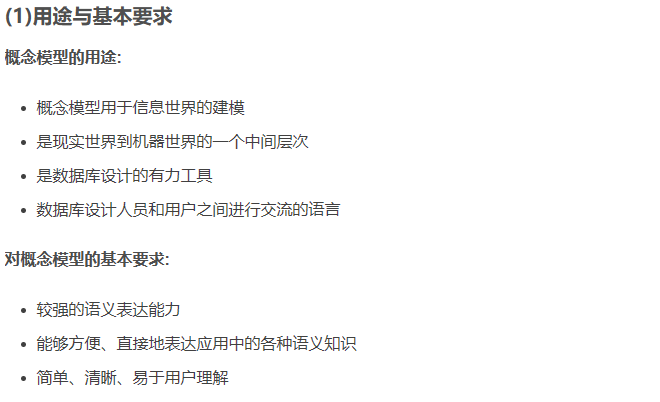 (1)用途与基本要求
概念模型的用途:
• 概念模型用于信息世界的建模
• 是现实世界到机器世界的一个中间层次
• 是数据库设计的有力工具
• 数据库设计人员和用户之间进行交流的语言
对概念模型的基本要求:
• 较强的语义表达能力
• 能够方便、直接地表达应用中的各种语义知识
• 简单、清晰、易于用户理解